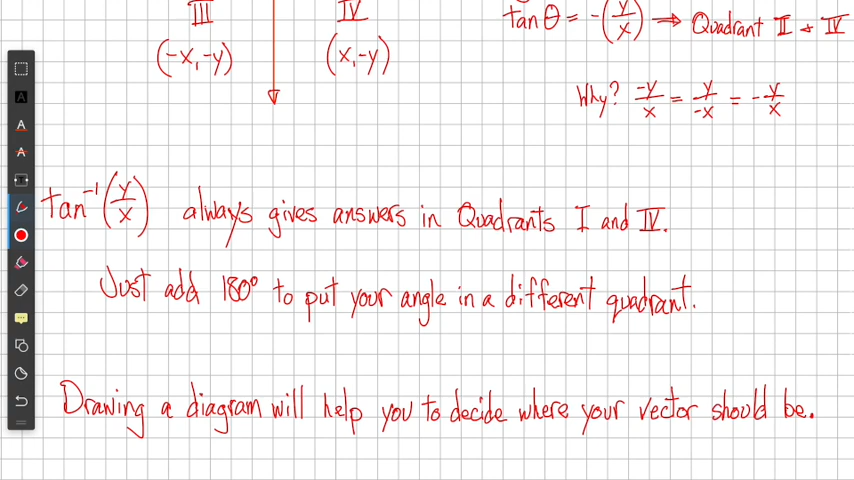 III IV
tan θ = -(y/x) → Quadrant II + IV
(-x, -y) (x, -y)
Why? -y/x = y/-x = -y/x
tan⁻¹(y/x) always gives answers in Quadrants I and IV.
Just add 180° to put your angle in a different quadrant.
Drawing a diagram will help you to decide where your vector should be.